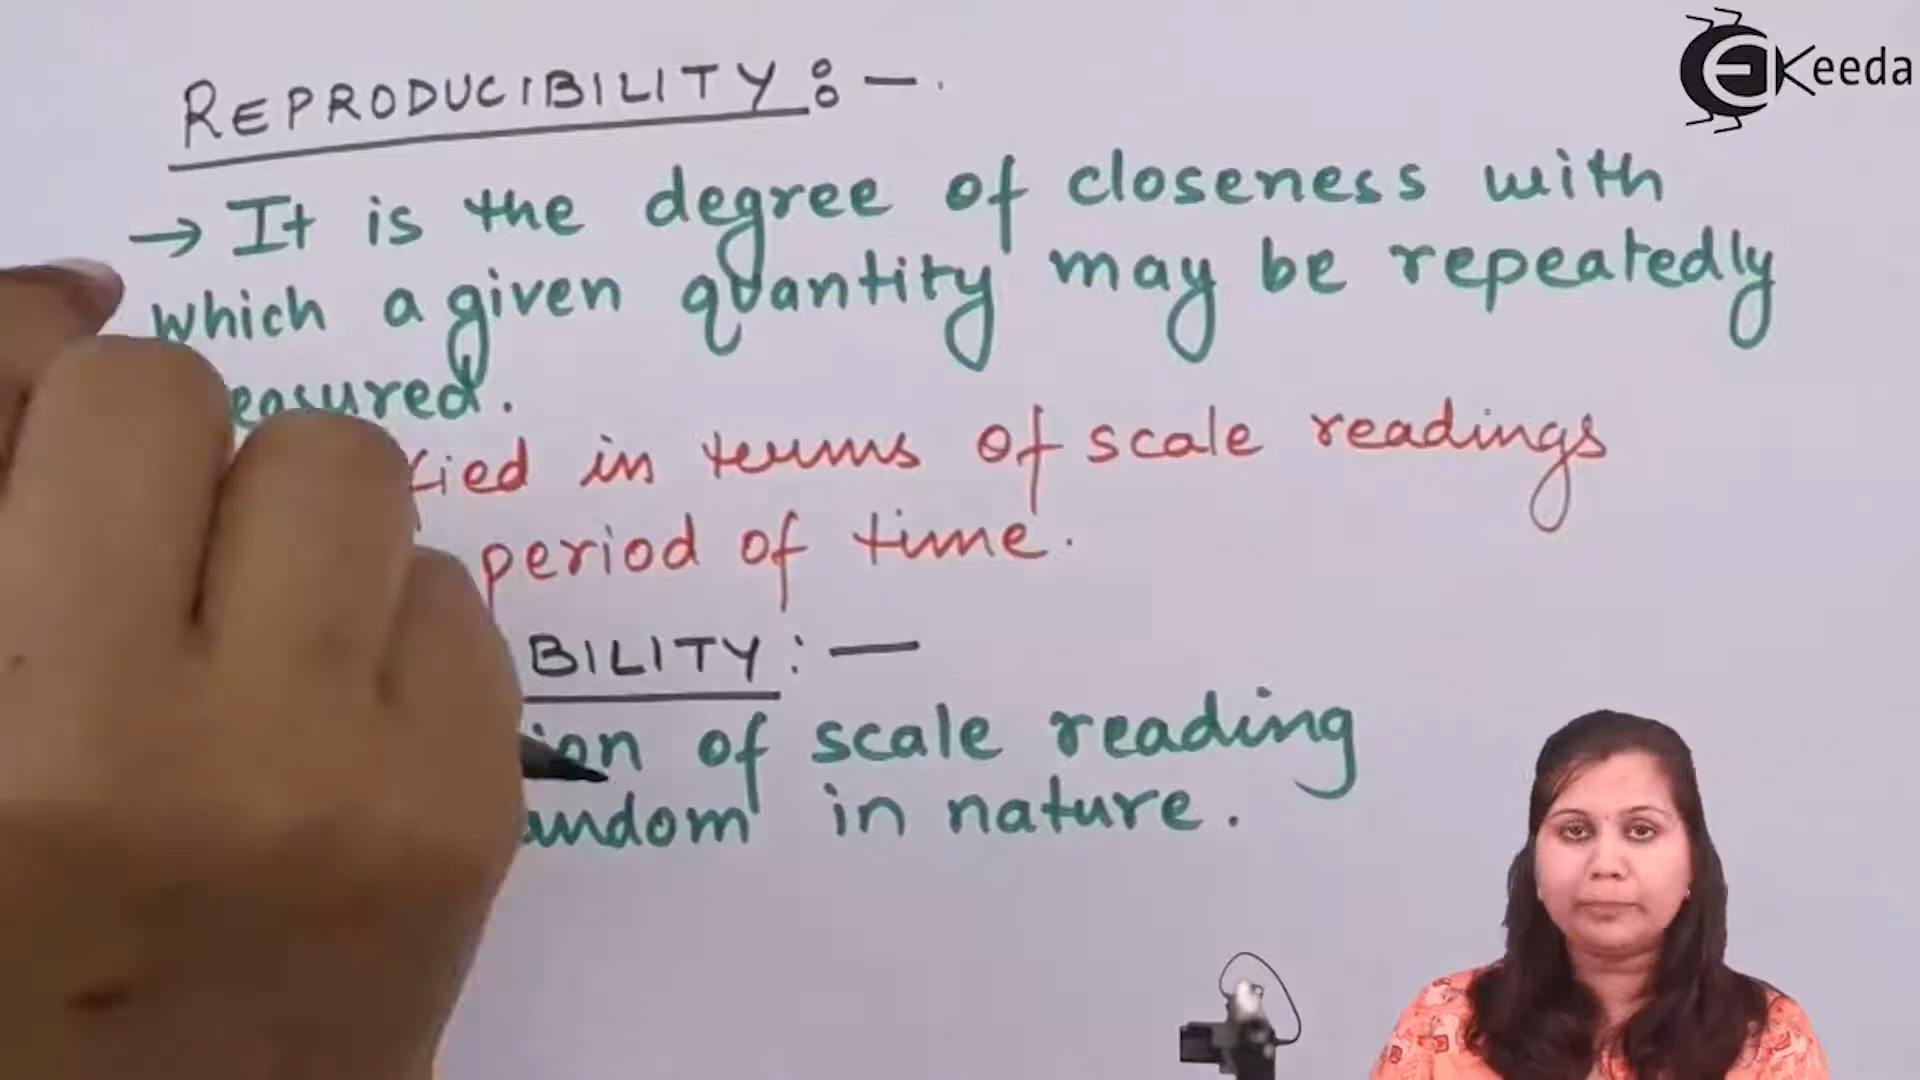 EKeeda
REPRODUCIBILITY : —.
→ It is the degree of closeness with
which a given quantity may be repeatedly
easured.
fied in terms of scale readings
period of time.
BILITY : —
ion of scale reading
andom in nature.